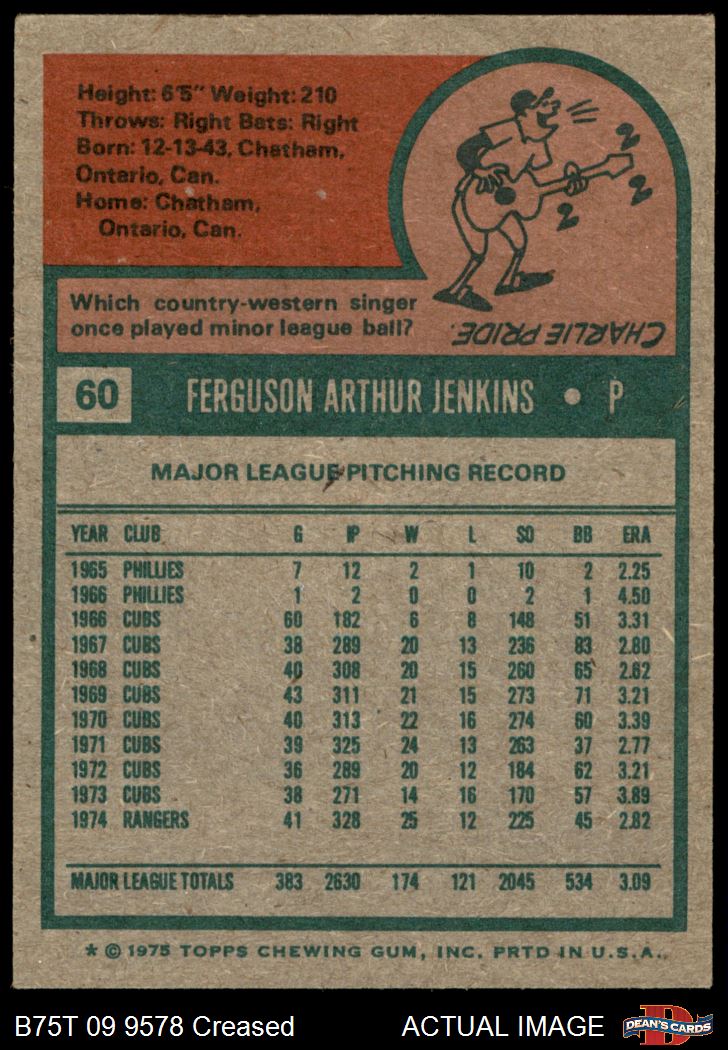 Height: 6'5" Weight: 210
Throws: Right Bats: Right
Born: 12-13-43, Chatham,
Ontario, Can.
Home: Chatham,
Ontario, Can.
Z
Z
Z
Which country-western singer
once played minor league ball?
CHARLIE PRIDE.
60 FERGUSON ARTHUR JENKINS • P
MAJOR LEAGUE PITCHING RECORD
YEAR CLUB G IP W L SO BB ERA
1965 PHILLIES 7 12 2 1 10 2 2.25
1966 PHILLIES 1 2 0 0 2 1 4.50
1966 CUBS 60 182 6 8 148 51 3.31
1967 CUBS 38 289 20 13 236 83 2.80
1968 CUBS 40 308 20 15 260 65 2.62
1969 CUBS 43 311 21 15 273 71 3.21
1970 CUBS 40 313 22 16 274 60 3.39
1971 CUBS 39 325 24 13 263 37 2.77
1972 CUBS 36 289 20 12 184 62 3.21
1973 CUBS 38 271 14 16 170 57 3.89
1974 RANGERS 41 328 25 12 225 45 2.82
MAJOR LEAGUE TOTALS 383 2630 174 121 2045 534 3.09
* © 1975 TOPPS CHEWING GUM, INC. PRTD IN U.S.A.
B75T 09 9578 Creased ACTUAL IMAGE D DEAN'S CARDS